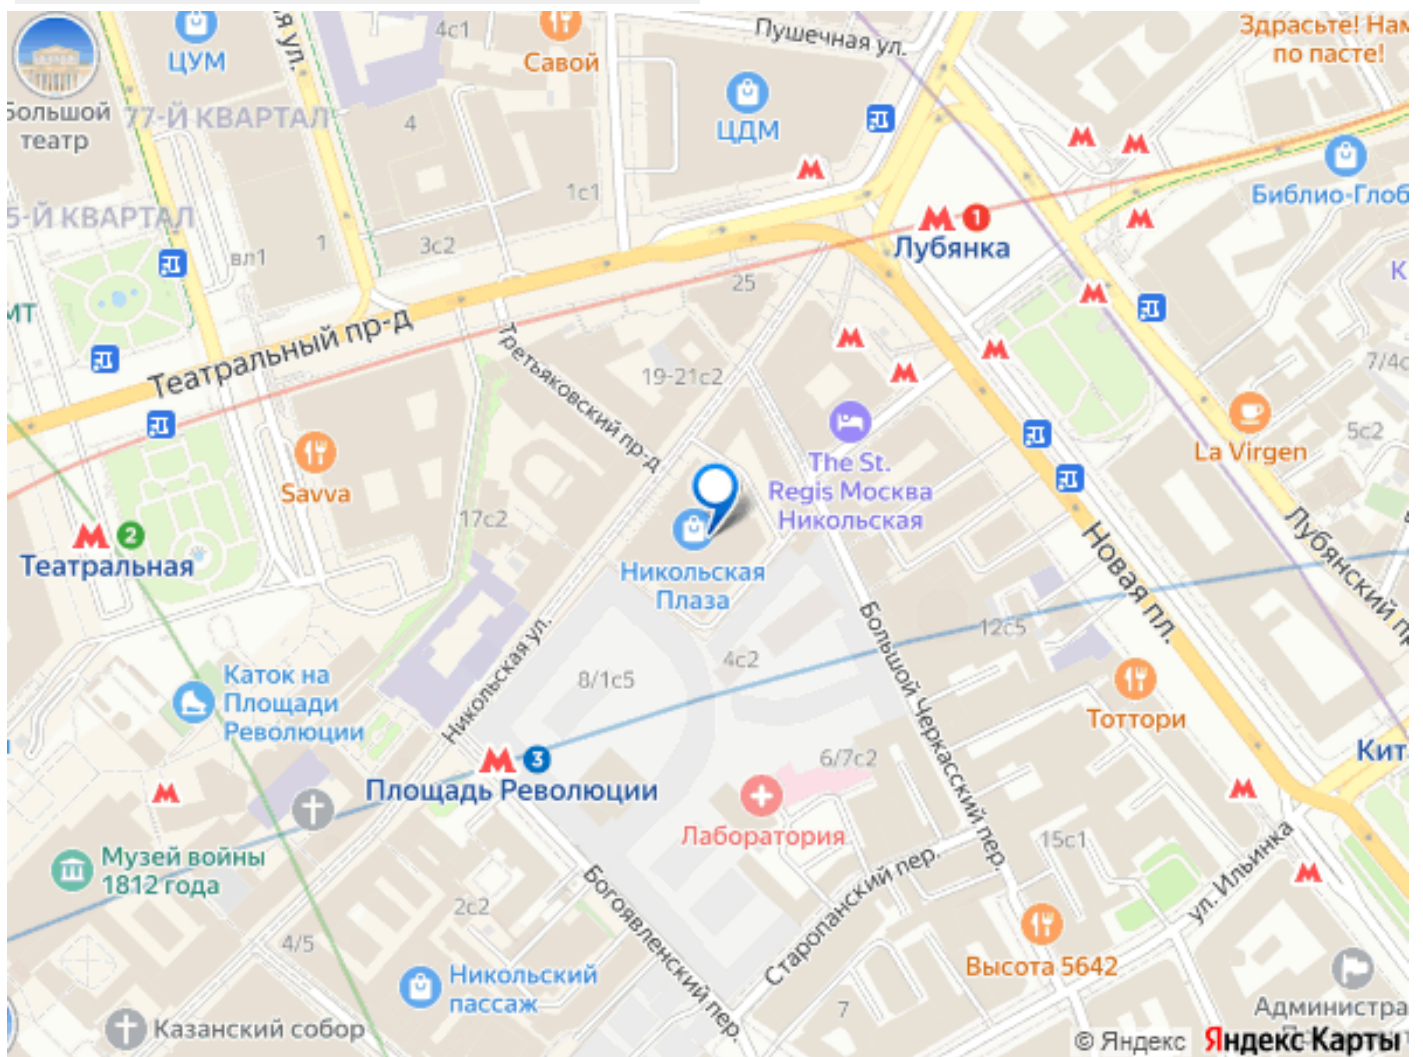 Здрасьте! Нам
по пасте!
ЦУМ
4с1
Савой
Пушечная ул.
Большой
театр
77-Й КВАРТАЛ
4
ЦДМ
1с1
Библио-Глоб
5-Й КВАРТАЛ
вл1
1
3с2
М 1
Лубянка
25
МТ
Театральный пр-д
Третьяковский пр-д
19-21с2
7/4с
La Virgen
5с2
Savva
The St.
Regis Москва
Никольская
17с2
М 2
Театральная
Никольская
Плаза
Новая пл.
Лубянский пр
Никольская ул.
Большой Черкасский пер.
12с5
4с2
8/1с5
Каток на
Площади
Революции
Тоттори
М 3
Площадь Революции
6/7с2
Кит
Лаборатория
15с1
ул. Ильинка
Музей войны
1812 года
Богоявленский пер.
Старопанский пер.
2с2
4/5
Высота 5642
Никольский
пассаж
7
Администра
Казанский собор
© Яндекс Яндекс Карты